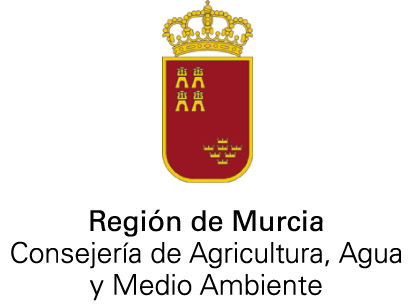 Región de Murcia
Consejería de Agricultura, Agua
y Medio Ambiente